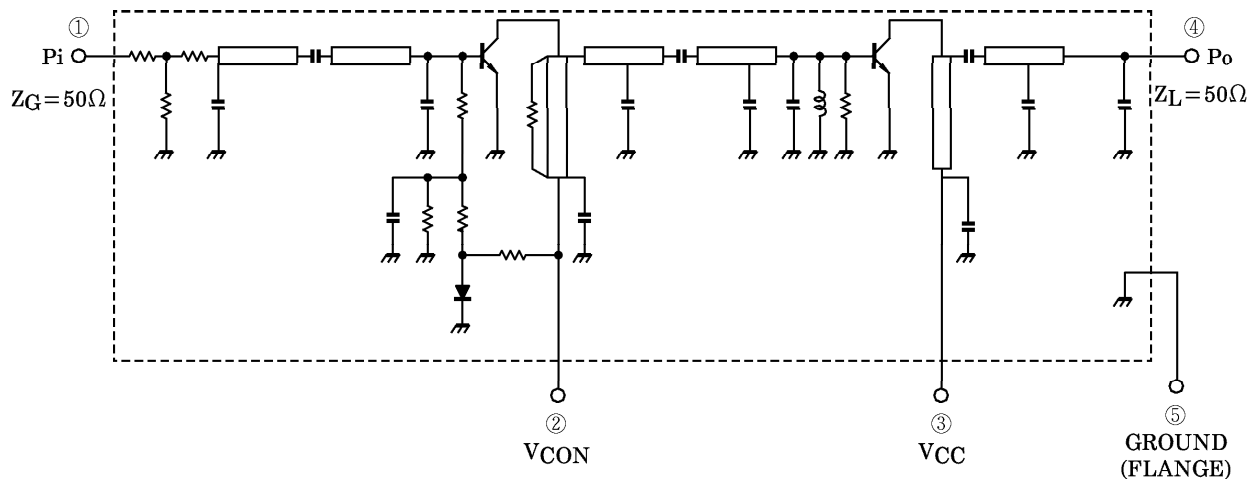 ①
Pi
ZG=50Ω
④
Po
ZL=50Ω
②
VCON
③
VCC
⑤
GROUND
(FLANGE)